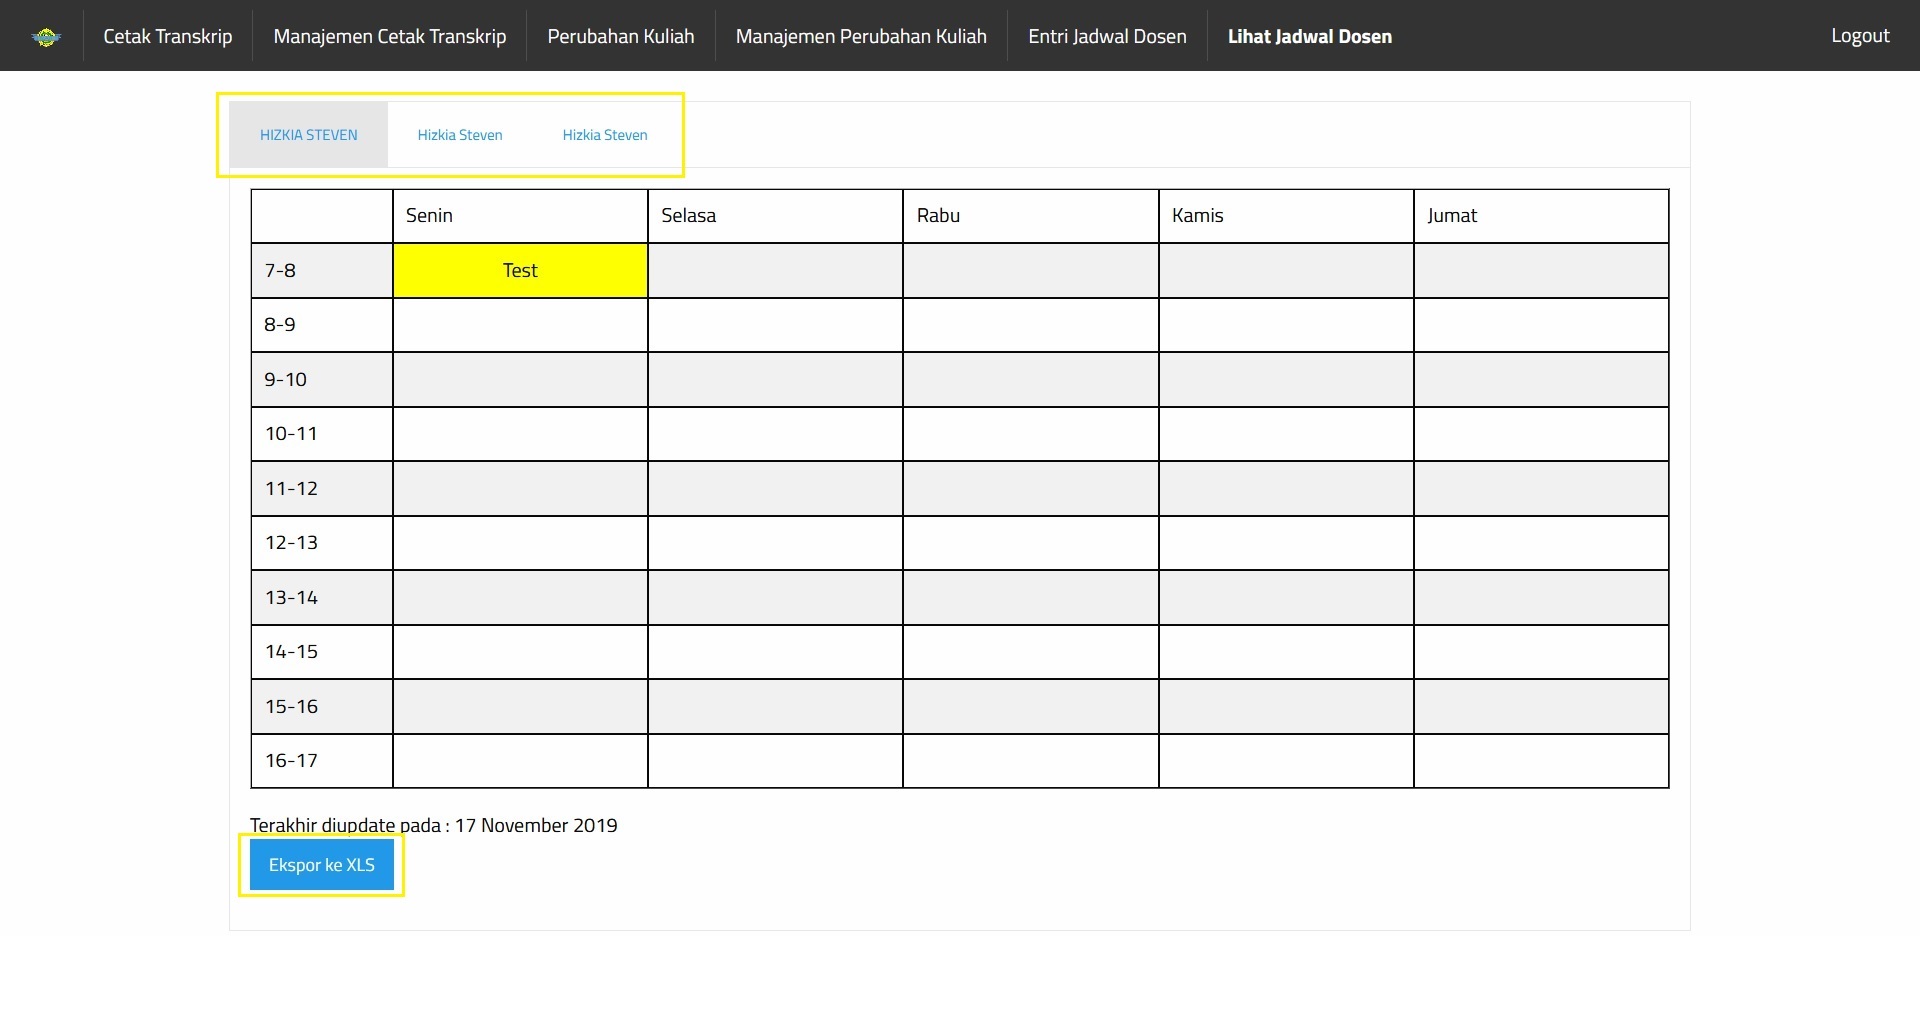 Cetak Transkrip Manajemen Cetak Transkrip Perubahan Kuliah Manajemen Perubahan Kuliah Entri Jadwal Dosen Lihat Jadwal Dosen Logout
HIZKIA STEVEN Hizkia Steven Hizkia Steven
Senin Selasa Rabu Kamis Jumat
7-8 Test
8-9
9-10
10-11
11-12
12-13
13-14
14-15
15-16
16-17
Terakhir diupdate pada : 17 November 2019
Ekspor ke XLS